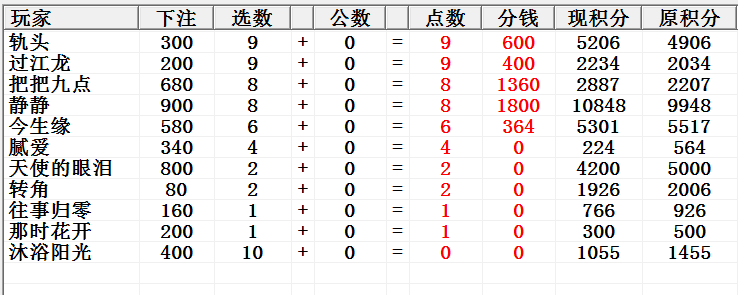 玩家 下注 选数 公数 点数 分钱 现积分 原积分
轨头 300 9 + 0 = 9 600 5206 4906
过江龙 200 9 + 0 = 9 400 2234 2034
把把九点 680 8 + 0 = 8 1360 2887 2207
静静 900 8 + 0 = 8 1800 10848 9948
今生缘 580 6 + 0 = 6 364 5301 5517
腻爱 340 4 + 0 = 4 0 224 564
天使的眼泪 800 2 + 0 = 2 0 4200 5000
转角 80 2 + 0 = 2 0 1926 2006
往事归零 160 1 + 0 = 1 0 766 926
那时花开 200 1 + 0 = 1 0 300 500
沐浴阳光 400 10 + 0 = 0 0 1055 1455